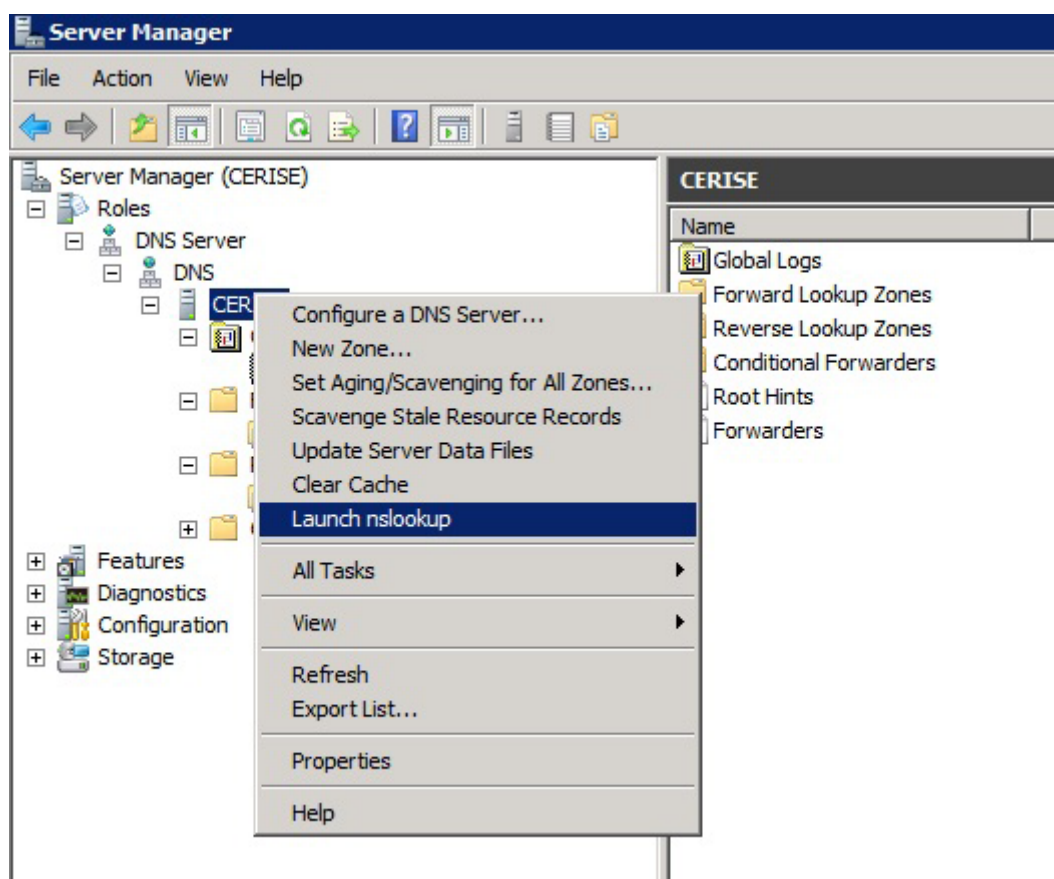 Server Manager
File Action View Help
Server Manager (CERISE)
Roles
DNS Server
DNS
CER
Features
Diagnostics
Configuration
Storage
Configure a DNS Server...
New Zone...
Set Aging/Scavenging for All Zones...
Scavenge Stale Resource Records
Update Server Data Files
Clear Cache
Launch nslookup
All Tasks
View
Refresh
Export List...
Properties
Help
CERISE
Name
Global Logs
Forward Lookup Zones
Reverse Lookup Zones
Conditional Forwarders
Root Hints
Forwarders